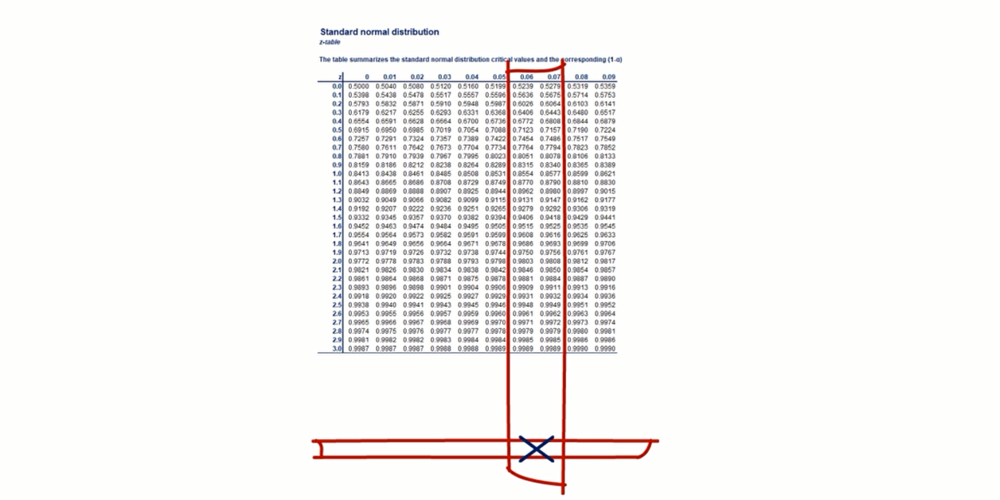 Standard normal distribution
z-table
The table summarizes the standard normal distribution critical values and the corresponding (1-α)
z 0 0.01 0.02 0.03 0.04 0.05 0.06 0.07 0.08 0.09
0.0 0.5000 0.5040 0.5080 0.5120 0.5160 0.5199 0.5239 0.5279 0.5319 0.5359
0.1 0.5398 0.5438 0.5478 0.5517 0.5557 0.5596 0.5636 0.5675 0.5714 0.5753
0.2 0.5793 0.5832 0.5871 0.5910 0.5948 0.5987 0.6026 0.6064 0.6103 0.6141
0.3 0.6179 0.6217 0.6255 0.6293 0.6331 0.6368 0.6406 0.6443 0.6480 0.6517
0.4 0.6554 0.6591 0.6628 0.6664 0.6700 0.6736 0.6772 0.6808 0.6844 0.6879
0.5 0.6915 0.6950 0.6985 0.7019 0.7054 0.7088 0.7123 0.7157 0.7190 0.7224
0.6 0.7257 0.7291 0.7324 0.7357 0.7389 0.7422 0.7454 0.7486 0.7517 0.7549
0.7 0.7580 0.7611 0.7642 0.7673 0.7704 0.7734 0.7764 0.7794 0.7823 0.7852
0.8 0.7881 0.7910 0.7939 0.7967 0.7995 0.8023 0.8051 0.8078 0.8106 0.8133
0.9 0.8159 0.8186 0.8212 0.8238 0.8264 0.8289 0.8315 0.8340 0.8365 0.8389
1.0 0.8413 0.8438 0.8461 0.8485 0.8508 0.8531 0.8554 0.8577 0.8599 0.8621
1.1 0.8643 0.8665 0.8686 0.8708 0.8729 0.8749 0.8770 0.8790 0.8810 0.8830
1.2 0.8849 0.8869 0.8888 0.8907 0.8925 0.8944 0.8962 0.8980 0.8997 0.9015
1.3 0.9032 0.9049 0.9066 0.9082 0.9099 0.9115 0.9131 0.9147 0.9162 0.9177
1.4 0.9192 0.9207 0.9222 0.9236 0.9251 0.9265 0.9279 0.9292 0.9306 0.9319
1.5 0.9332 0.9345 0.9357 0.9370 0.9382 0.9394 0.9406 0.9418 0.9429 0.9441
1.6 0.9452 0.9463 0.9474 0.9484 0.9495 0.9505 0.9515 0.9525 0.9535 0.9545
1.7 0.9554 0.9564 0.9573 0.9582 0.9591 0.9599 0.9608 0.9616 0.9625 0.9633
1.8 0.9641 0.9649 0.9656 0.9664 0.9671 0.9678 0.9686 0.9693 0.9699 0.9706
1.9 0.9713 0.9719 0.9726 0.9732 0.9738 0.9744 0.9750 0.9756 0.9761 0.9767
2.0 0.9772 0.9778 0.9783 0.9788 0.9793 0.9798 0.9803 0.9808 0.9812 0.9817
2.1 0.9821 0.9826 0.9830 0.9834 0.9838 0.9842 0.9846 0.9850 0.9854 0.9857
2.2 0.9861 0.9864 0.9868 0.9871 0.9875 0.9878 0.9881 0.9884 0.9887 0.9890
2.3 0.9893 0.9896 0.9898 0.9901 0.9904 0.9906 0.9909 0.9911 0.9913 0.9916
2.4 0.9918 0.9920 0.9922 0.9925 0.9927 0.9929 0.9931 0.9932 0.9934 0.9936
2.5 0.9938 0.9940 0.9941 0.9943 0.9945 0.9946 0.9948 0.9949 0.9951 0.9952
2.6 0.9953 0.9955 0.9956 0.9957 0.9959 0.9960 0.9961 0.9962 0.9963 0.9964
2.7 0.9965 0.9966 0.9967 0.9968 0.9969 0.9970 0.9971 0.9972 0.9973 0.9974
2.8 0.9974 0.9975 0.9976 0.9977 0.9977 0.9978 0.9979 0.9979 0.9980 0.9981
2.9 0.9981 0.9982 0.9982 0.9983 0.9984 0.9984 0.9985 0.9985 0.9986 0.9986
3.0 0.9987 0.9987 0.9987 0.9988 0.9988 0.9989 0.9989 0.9989 0.9990 0.9990